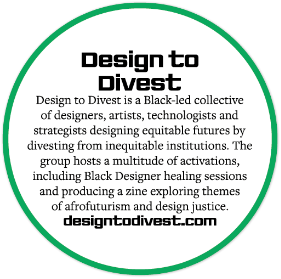 Design to
Divest
Design to Divest is a Black-led collective
of designers, artists, technologists and
strategists designing equitable futures by
divesting from inequitable institutions. The
group hosts a multitude of activations,
including Black Designer healing sessions
and producing a zine exploring themes
of afrofuturism and design justice.
designtodivest.com